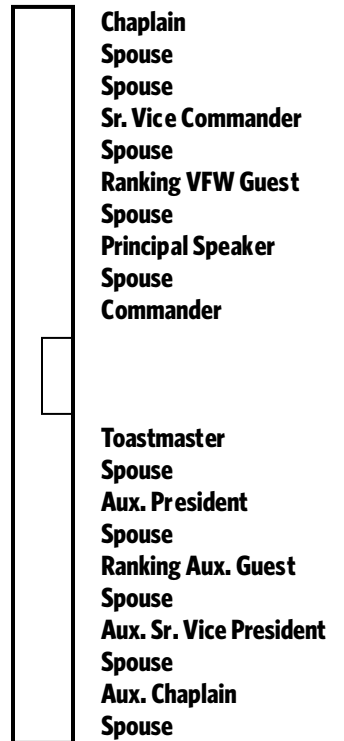 Chaplain
Spouse
Spouse
Sr. Vice Commander
Spouse
Ranking VFW Guest
Spouse
Principal Speaker
Spouse
Commander
Toastmaster
Spouse
Aux. President
Spouse
Ranking Aux. Guest
Spouse
Aux. Sr. Vice President
Spouse
Aux. Chaplain
Spouse